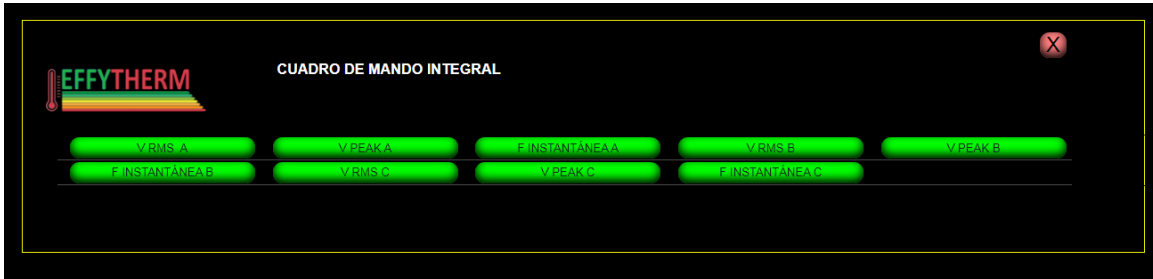 X
EFFYTHERM
CUADRO DE MANDO INTEGRAL
V RMS A V PEAK A F INSTANTÁNEA A V RMS B V PEAK B
F INSTANTÁNEA B V RMS C V PEAK C F INSTANTÁNEA C